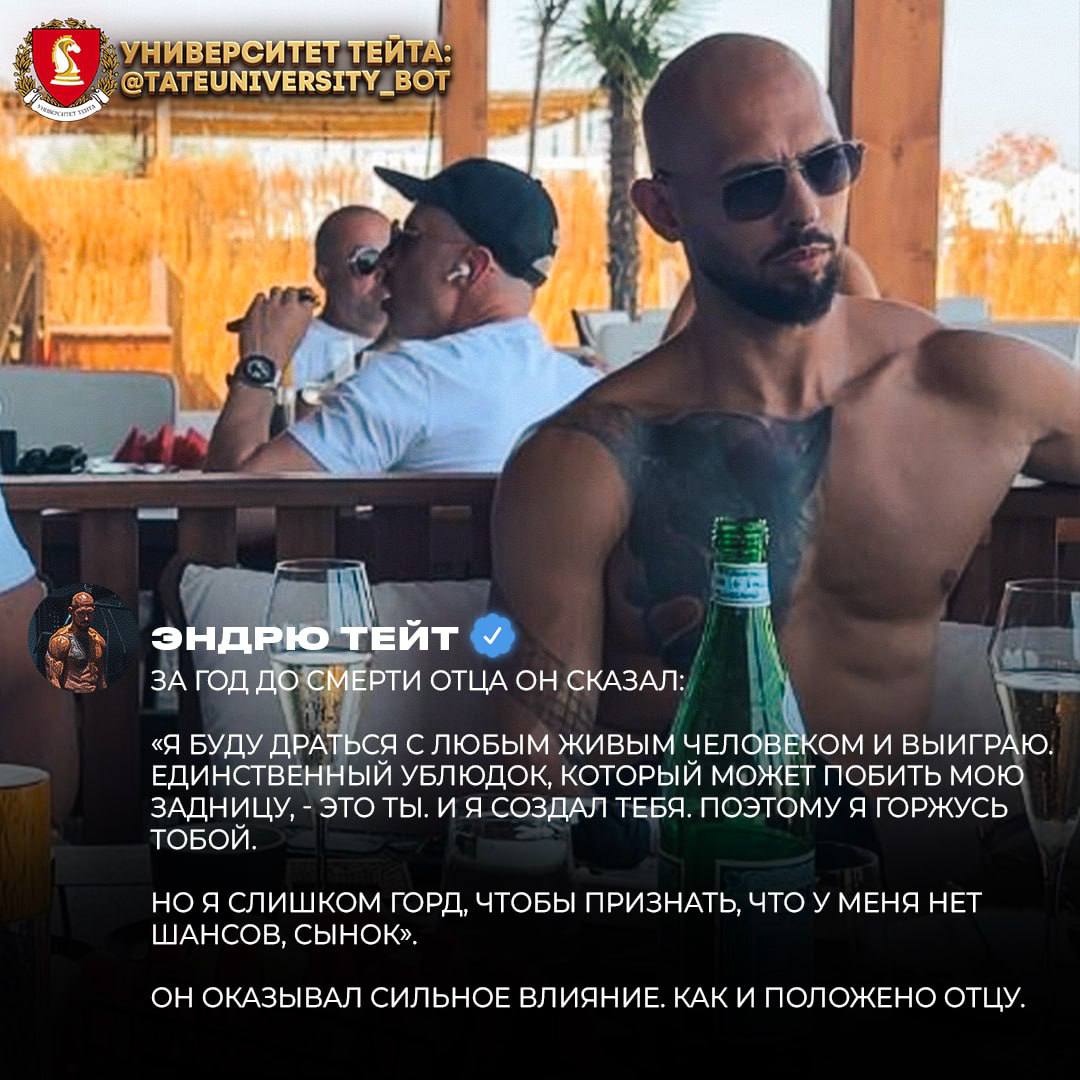 УНИВЕРСИТЕТ ТЕЙТА:
@TATEUNIVERSITY_BOT
УНИВЕРСИТЕТ ТЕЙТА
ЭНДРЮ ТЕЙТ
ЗА ГОД ДО СМЕРТИ ОТЦА ОН СКАЗАЛ:
«Я БУДУ ДРАТЬСЯ С ЛЮБЫМ ЖИВЫМ ЧЕЛОВЕКОМ И ВЫИГРАЮ.
ЕДИНСТВЕННЫЙ УБЛЮДОК, КОТОРЫЙ МОЖЕТ ПОБИТЬ МОЮ
ЗАДНИЦУ, - ЭТО ТЫ. И Я СОЗДАЛ ТЕБЯ. ПОЭТОМУ Я ГОРЖУСЬ
ТОБОЙ.
НО Я СЛИШКОМ ГОРД, ЧТОБЫ ПРИЗНАТЬ, ЧТО У МЕНЯ НЕТ
ШАНСОВ, СЫНОК».
ОН ОКАЗЫВАЛ СИЛЬНОЕ ВЛИЯНИЕ. КАК И ПОЛОЖЕНО ОТЦУ.